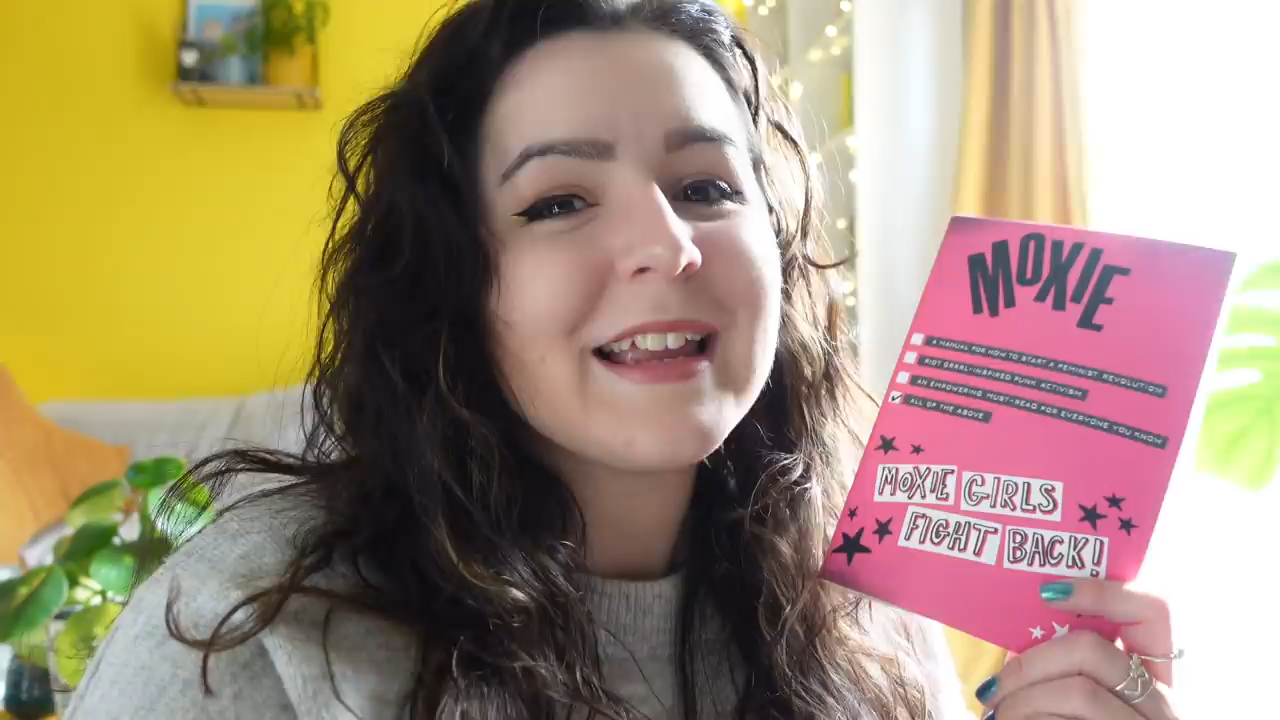 MOXIE
A MANUAL FOR HOW TO START A FEMINIST REVOLUTION
RIOT GRRRL-INSPIRED PUNK ACTIVISM
AN EMPOWERING MUST-READ FOR EVERYONE YOU KNOW
ALL OF THE ABOVE
MOXIE GIRLS
FIGHT BACK!